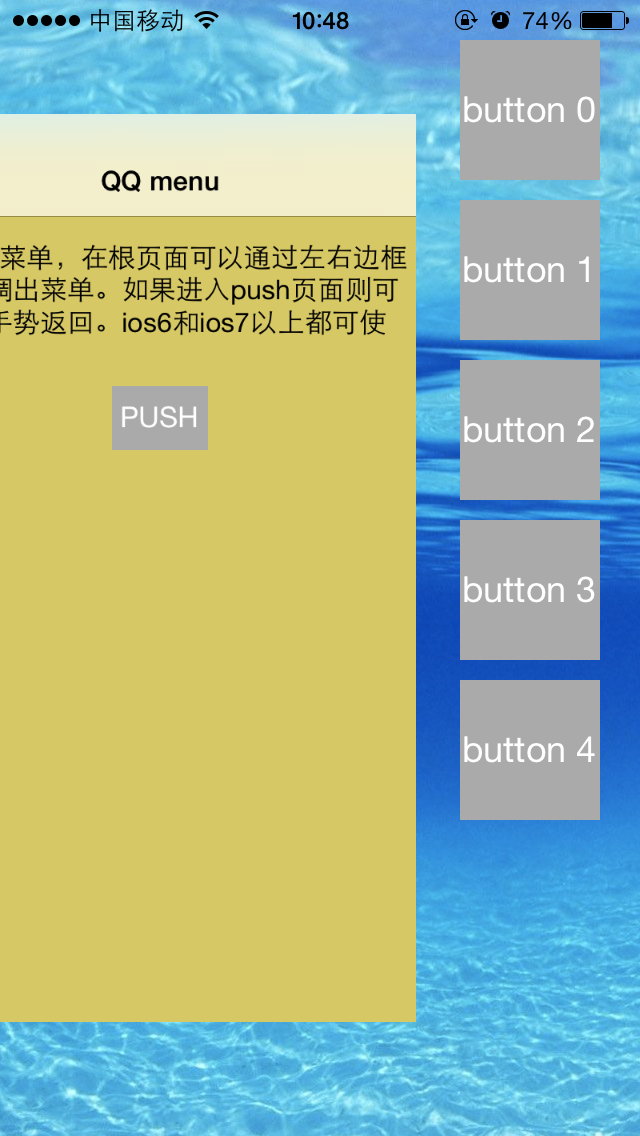 中国移动 10:48 74%
QQ menu
菜单，在根页面可以通过左右边框
调出菜单。如果进入push页面则可
手势返回。ios6和ios7以上都可使
PUSH
button 0
button 1
button 2
button 3
button 4